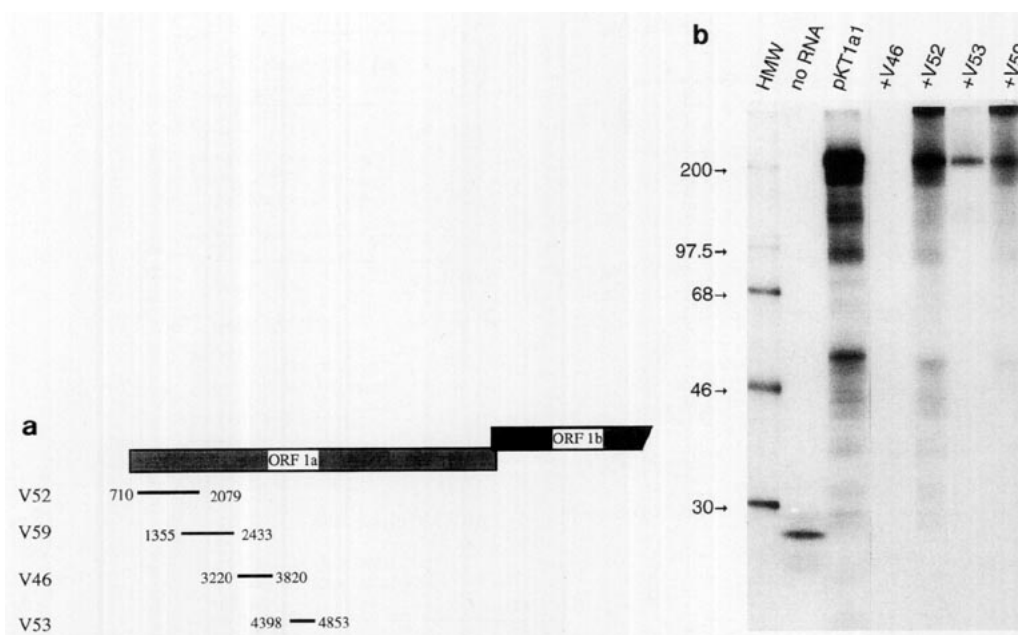 a
ORF 1b
ORF 1a
V52 710 2079
V59 1355 2433
V46 3220 3820
V53 4398 4853
b
HMW
no RNA
pKT1a1
+V46
+V52
+V53
+V59
200→
97.5→
68→
46→
30→